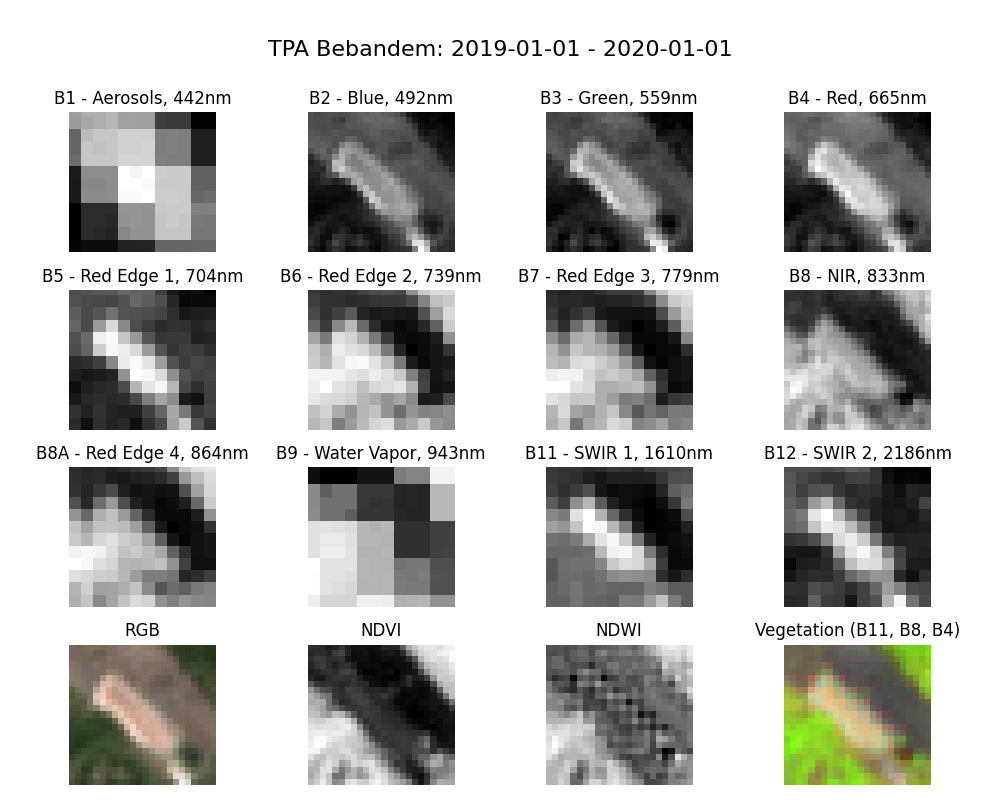 TPA Bebandem: 2019-01-01 - 2020-01-01
B1 - Aerosols, 442nm
B2 - Blue, 492nm
B3 - Green, 559nm
B4 - Red, 665nm
B5 - Red Edge 1, 704nm
B6 - Red Edge 2, 739nm
B7 - Red Edge 3, 779nm
B8 - NIR, 833nm
B8A - Red Edge 4, 864nm
B9 - Water Vapor, 943nm
B11 - SWIR 1, 1610nm
B12 - SWIR 2, 2186nm
RGB
NDVI
NDWI
Vegetation (B11, B8, B4)